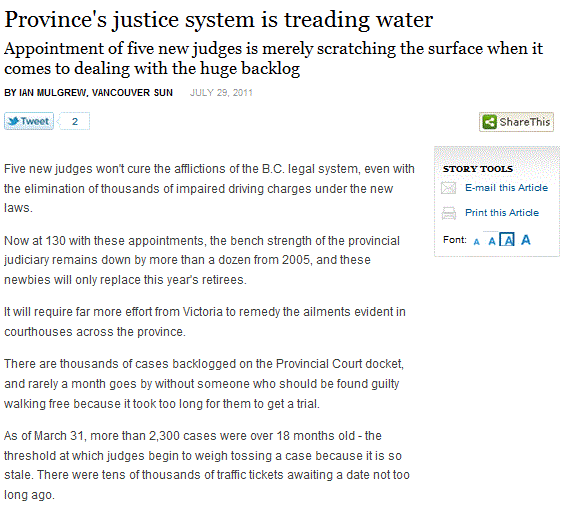 Province's justice system is treading water
Appointment of five new judges is merely scratching the surface when it
comes to dealing with the huge backlog
BY IAN MULGREW, VANCOUVER SUN JULY 29, 2011
Tweet 2 ShareThis
Five new judges won't cure the afflictions of the B.C. legal system, even with
the elimination of thousands of impaired driving charges under the new
laws.
Now at 130 with these appointments, the bench strength of the provincial
judiciary remains down by more than a dozen from 2005, and these
newbies will only replace this year's retirees.
It will require far more effort from Victoria to remedy the ailments evident in
courthouses across the province.
There are thousands of cases backlogged on the Provincial Court docket,
and rarely a month goes by without someone who should be found guilty
walking free because it took too long for them to get a trial.
As of March 31, more than 2,300 cases were over 18 months old - the
threshold at which judges begin to weigh tossing a case because it is so
stale. There were tens of thousands of traffic tickets awaiting a date not too
long ago.
STORY TOOLS
E-mail this Article
Print this Article
Font: A A A A